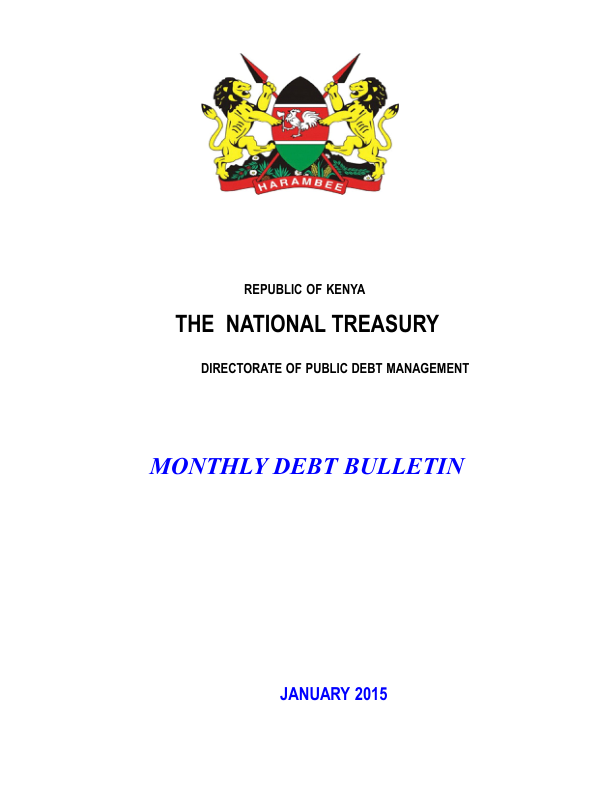 HARAMBEE
REPUBLIC OF KENYA
THE NATIONAL TREASURY
DIRECTORATE OF PUBLIC DEBT MANAGEMENT
MONTHLY DEBT BULLETIN
JANUARY 2015